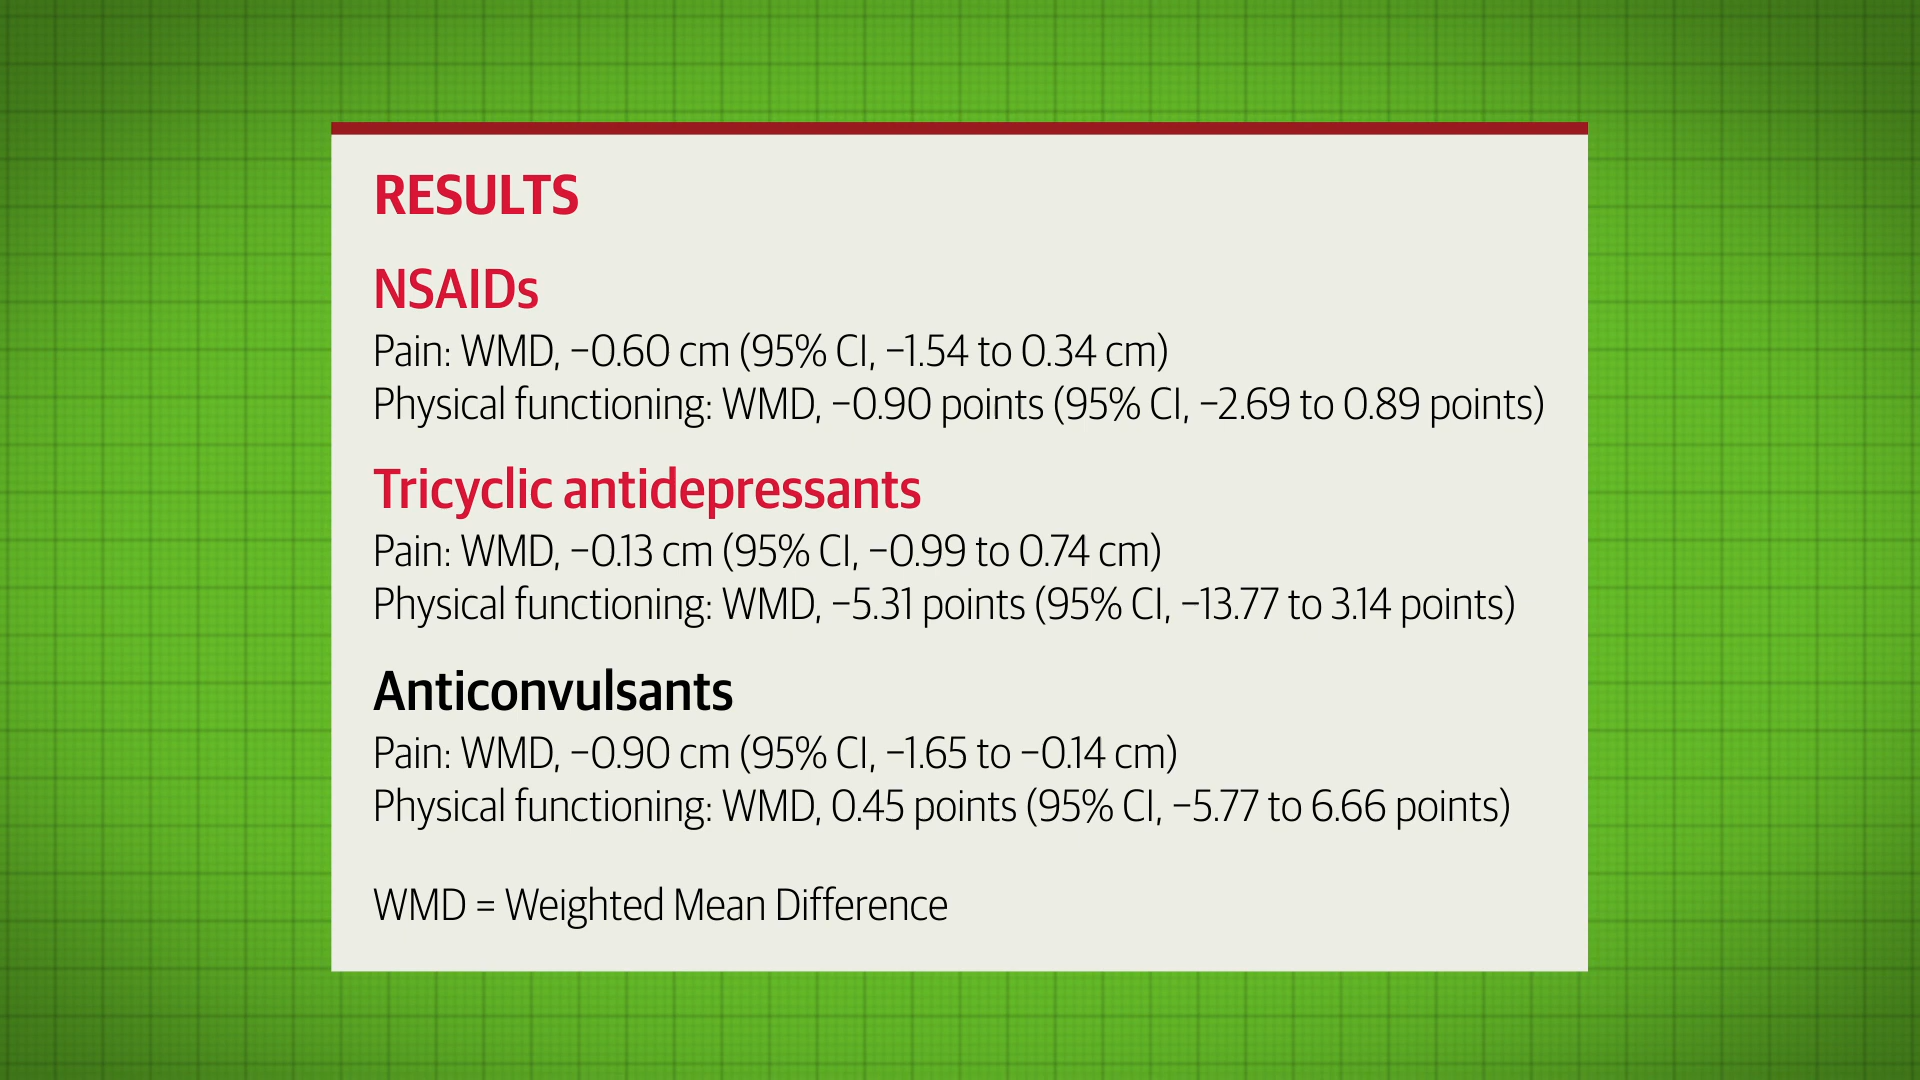 RESULTS
NSAIDs
Pain: WMD, −0.60 cm (95% CI, −1.54 to 0.34 cm)
Physical functioning: WMD, −0.90 points (95% CI, −2.69 to 0.89 points)
Tricyclic antidepressants
Pain: WMD, −0.13 cm (95% CI, −0.99 to 0.74 cm)
Physical functioning: WMD, −5.31 points (95% CI, −13.77 to 3.14 points)
Anticonvulsants
Pain: WMD, −0.90 cm (95% CI, −1.65 to −0.14 cm)
Physical functioning: WMD, 0.45 points (95% CI, −5.77 to 6.66 points)
WMD = Weighted Mean Difference